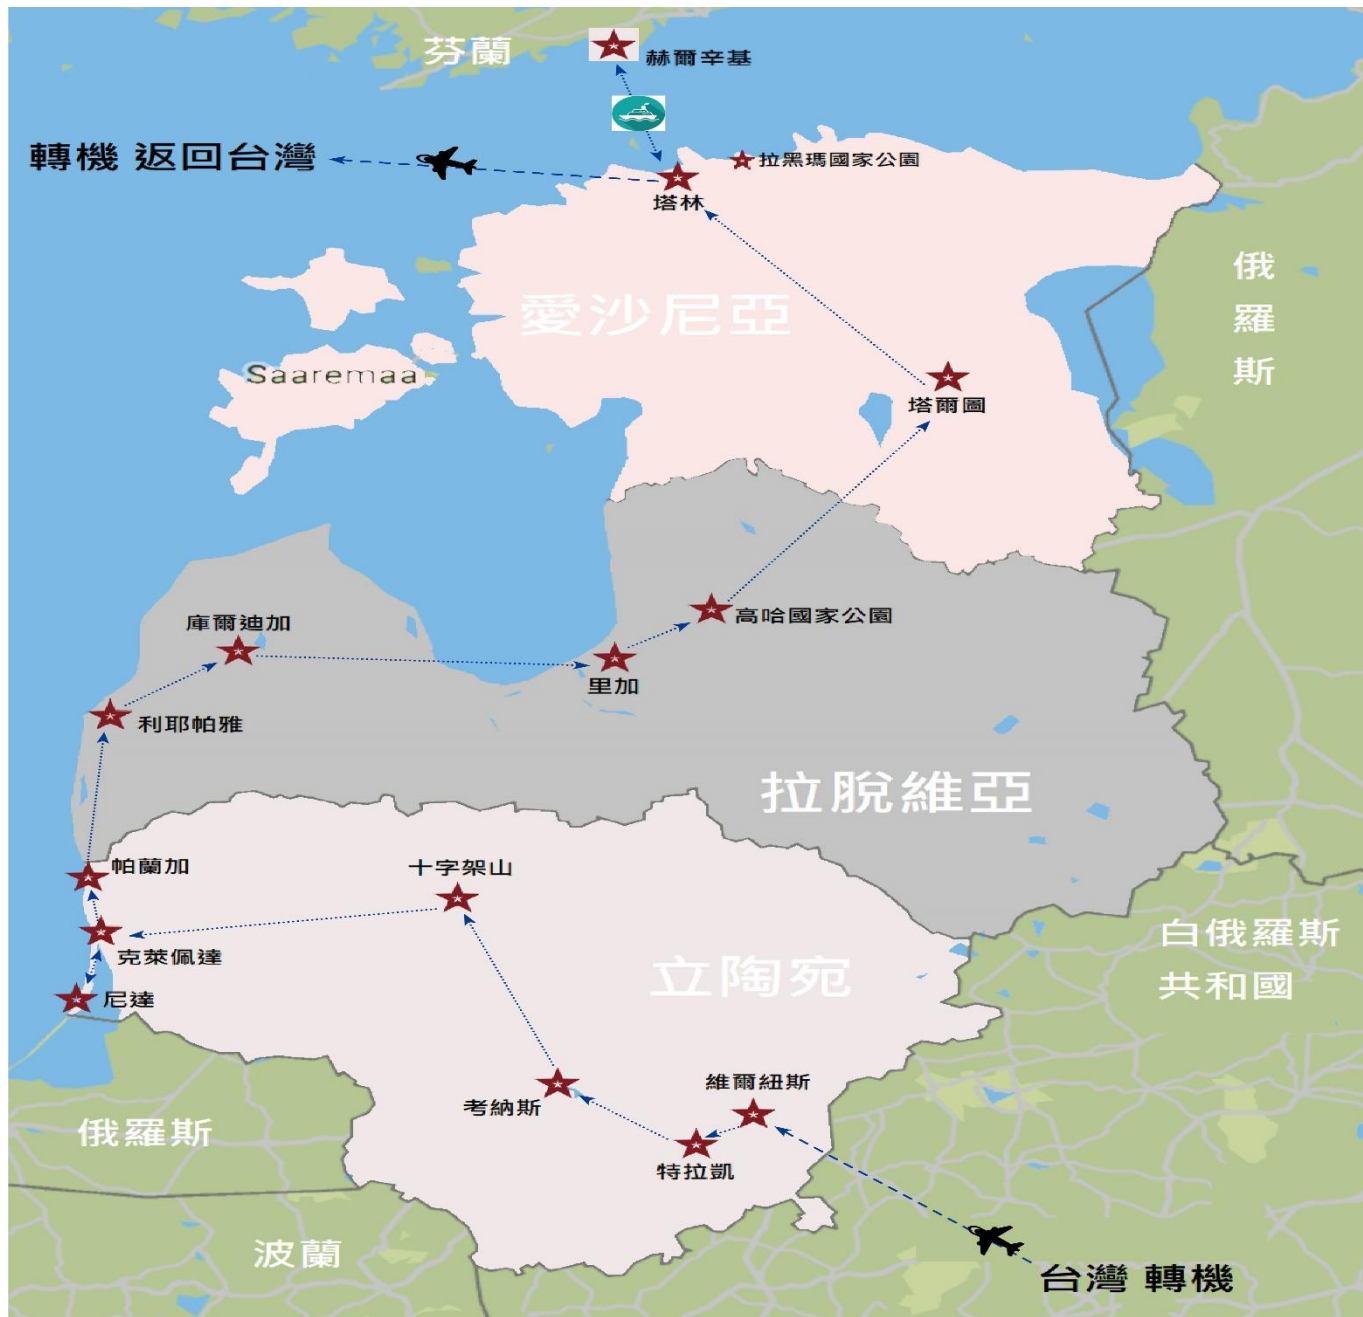 芬蘭
赫爾辛基
轉機 返回台灣
拉黑瑪國家公園
塔林
俄
羅
斯
愛沙尼亞
Saaremaa
塔爾圖
庫爾迪加
高哈國家公園
里加
利耶帕雅
拉脫維亞
帕蘭加
十字架山
克萊佩達
立陶宛
白俄羅斯
共和國
尼達
維爾紐斯
考納斯
俄羅斯
特拉凱
波蘭
台灣 轉機